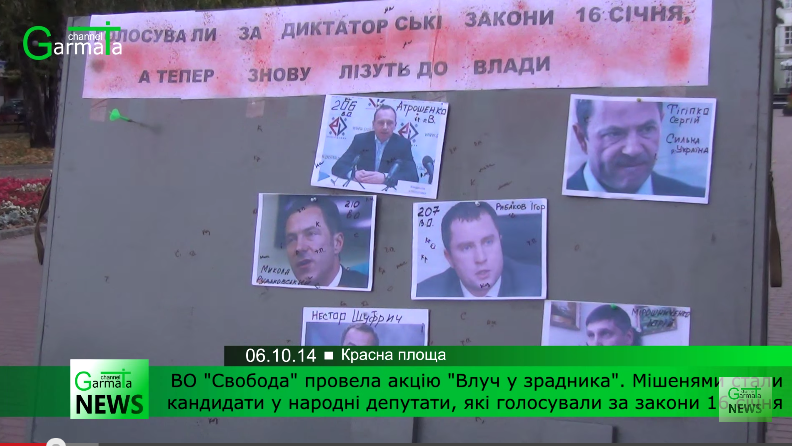 channel
Garmata
ГОЛОСУВАЛИ ЗА ДИКТАТОРСЬКІ ЗАКОНИ 16 СІЧНЯ,
А ТЕПЕР ЗНОВУ ЛІЗУТЬ ДО ВЛАДИ
206
В.О.
Атрошенко
Тігіпко
Сергій
Сильна
Україна
210
В.О.
Микола
Рудьковський
207
В.О.
Рибаков Ігор
Нестор Шуфрич
06.10.14 Красна площа
channel
Garmata
NEWS
ВО "Свобода" провела акцію "Влуч у зрадника". Мішенями стали
кандидати у народні депутати, які голосували за закони 16 січня
Garmata
NEWS